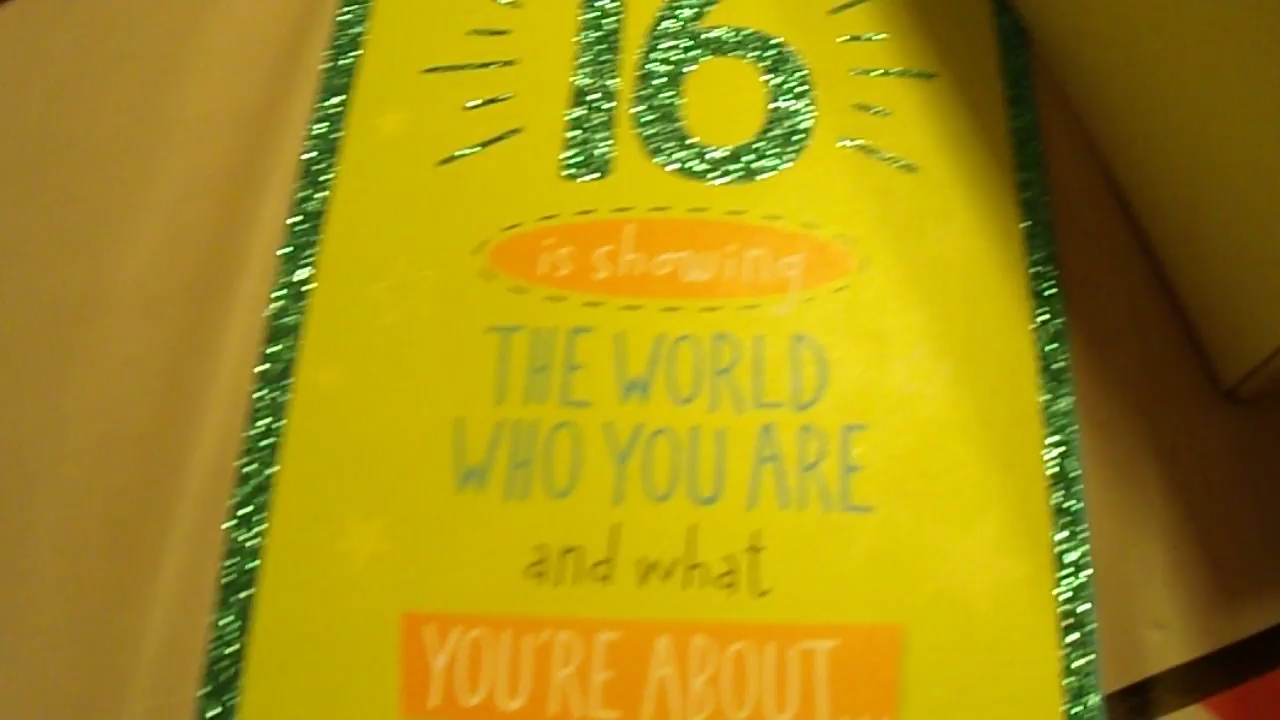 16
is showing
THE WORLD
WHO YOU ARE
and what
YOU'RE ABOUT...